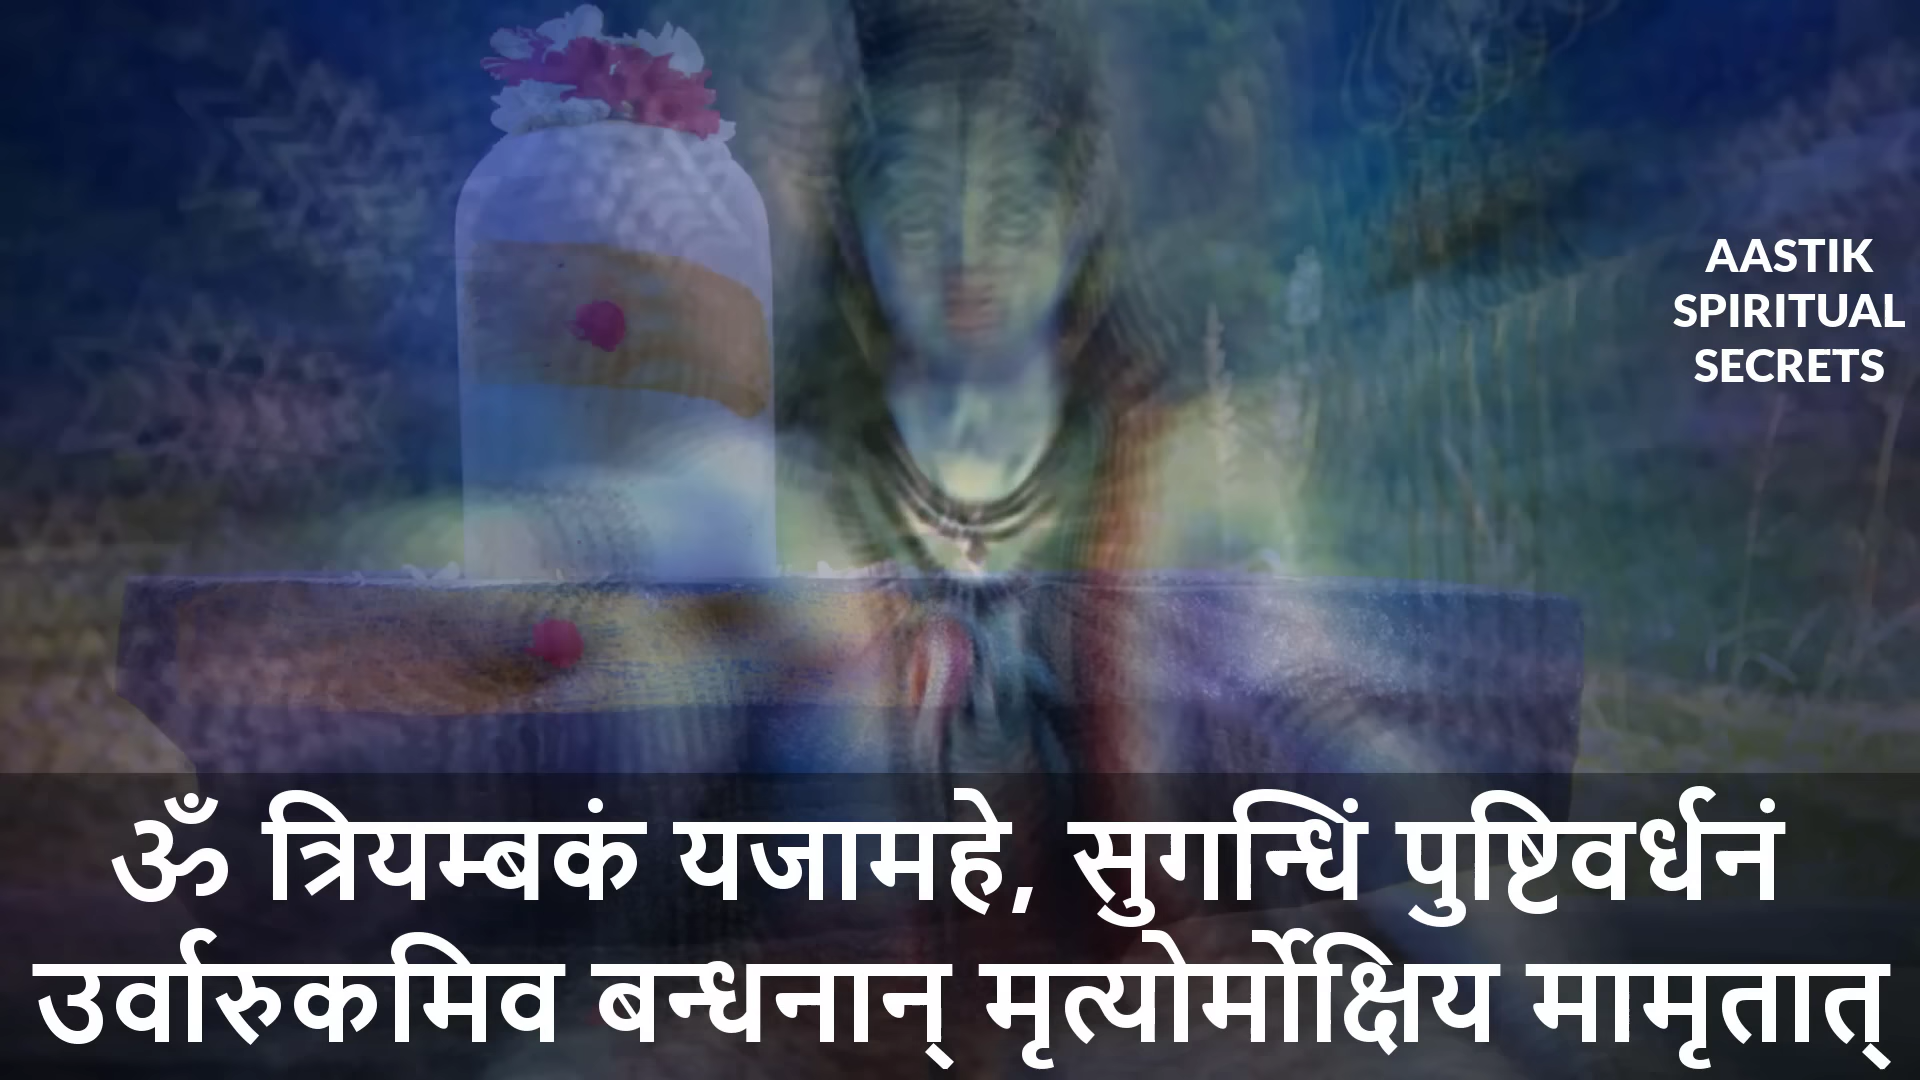 AASTIK
SPIRITUAL
SECRETS
ॐ त्रियम्बकं यजामहे, सुगन्धिं पुष्टिवर्धनं
उर्वारुकमिव बन्धनान् मृत्योर्मोक्षिय मामृतात्